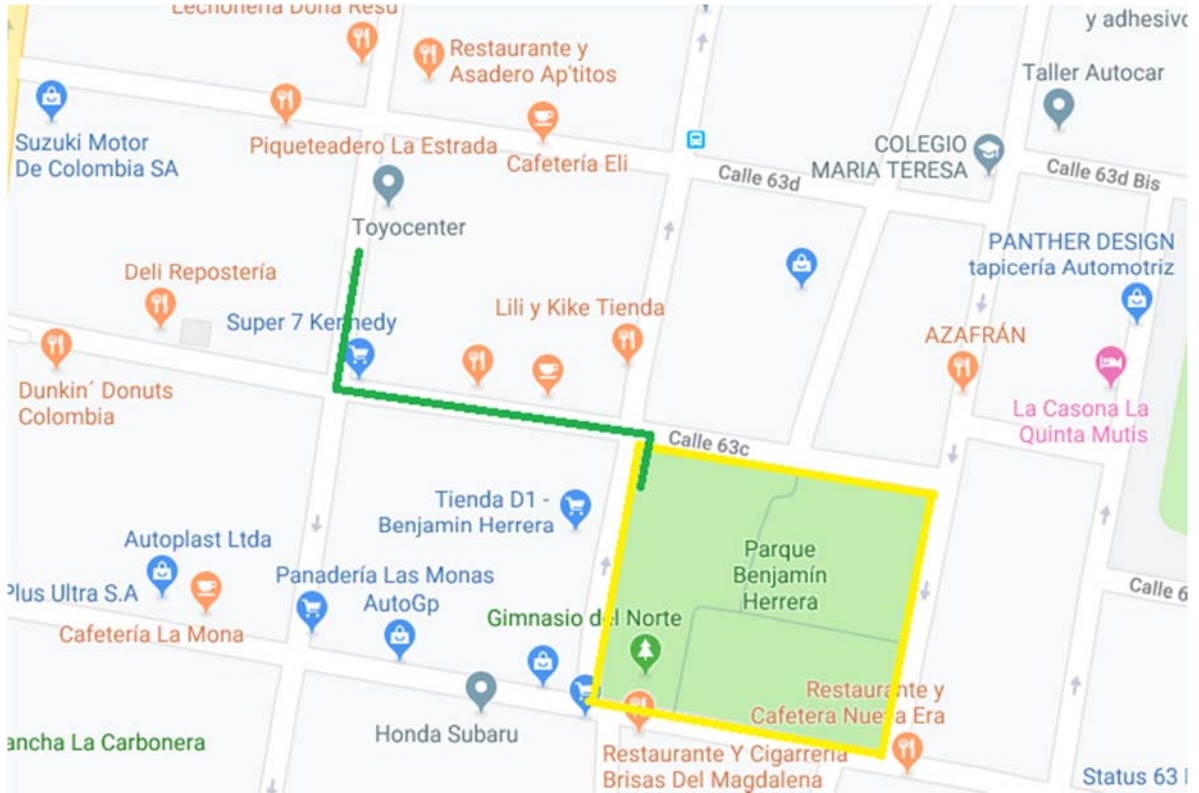 Lechonería Doña Resu
y adhesivo
Restaurante y
Asadero Ap'titos
Taller Autocar
Suzuki Motor
De Colombia SA
Piqueteadero La Estrada
Cafetería Eli
COLEGIO
MARIA TERESA
Calle 63d
Calle 63d Bis
Toyocenter
PANTHER DESIGN
tapicería Automotriz
Deli Repostería
Super 7 Kennedy
Lili y Kike Tienda
AZAFRÁN
Dunkin´ Donuts
Colombia
La Casona La
Quinta Mutis
Calle 63c
Tienda D1 -
Benjamin Herrera
Autoplast Ltda
Parque
Benjamín
Herrera
Plus Ultra S.A
Panadería Las Monas
AutoGp
Calle 6
Cafetería La Mona
Gimnasio del Norte
Restaurante y
Cafetera Nueva Era
Honda Subaru
ancha La Carbonera
Restaurante Y Cigarrería
Brisas Del Magdalena
Status 63